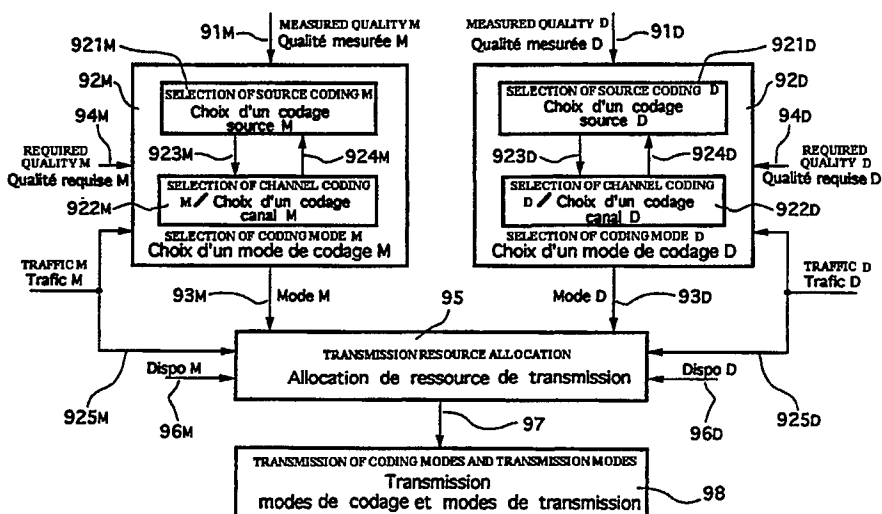 91M
MEASURED QUALITY M
Qualité mesurée M
MEASURED QUALITY D
Qualité mesurée D
91D
921M
921D
92M
SELECTION OF SOURCE CODING M
Choix d'un codage
source M
SELECTION OF SOURCE CODING D
Choix d'un codage
source D
92D
94M
94D
REQUIRED
QUALITY M
Qualité requise M
923M
924M
923D
924D
REQUIRED
QUALITY D
Qualité requise D
922M
SELECTION OF CHANNEL CODING
M / Choix d'un codage
canal M
SELECTION OF CHANNEL CODING
D / Choix d'un codage
canal D
922D
SELECTION OF CODING MODE M
Choix d'un mode de codage M
SELECTION OF CODING MODE D
Choix d'un mode de codage D
TRAFFIC M
Trafic M
TRAFFIC D
Trafic D
93M
Mode M
95
Mode D
93D
TRANSMISSION RESOURCE ALLOCATION
Allocation de ressource de transmission
Dispo M
Dispo D
925M
96M
97
96D
925D
TRANSMISSION OF CODING MODES AND TRANSMISSION MODES
Transmission
modes de codage et modes de transmission
98